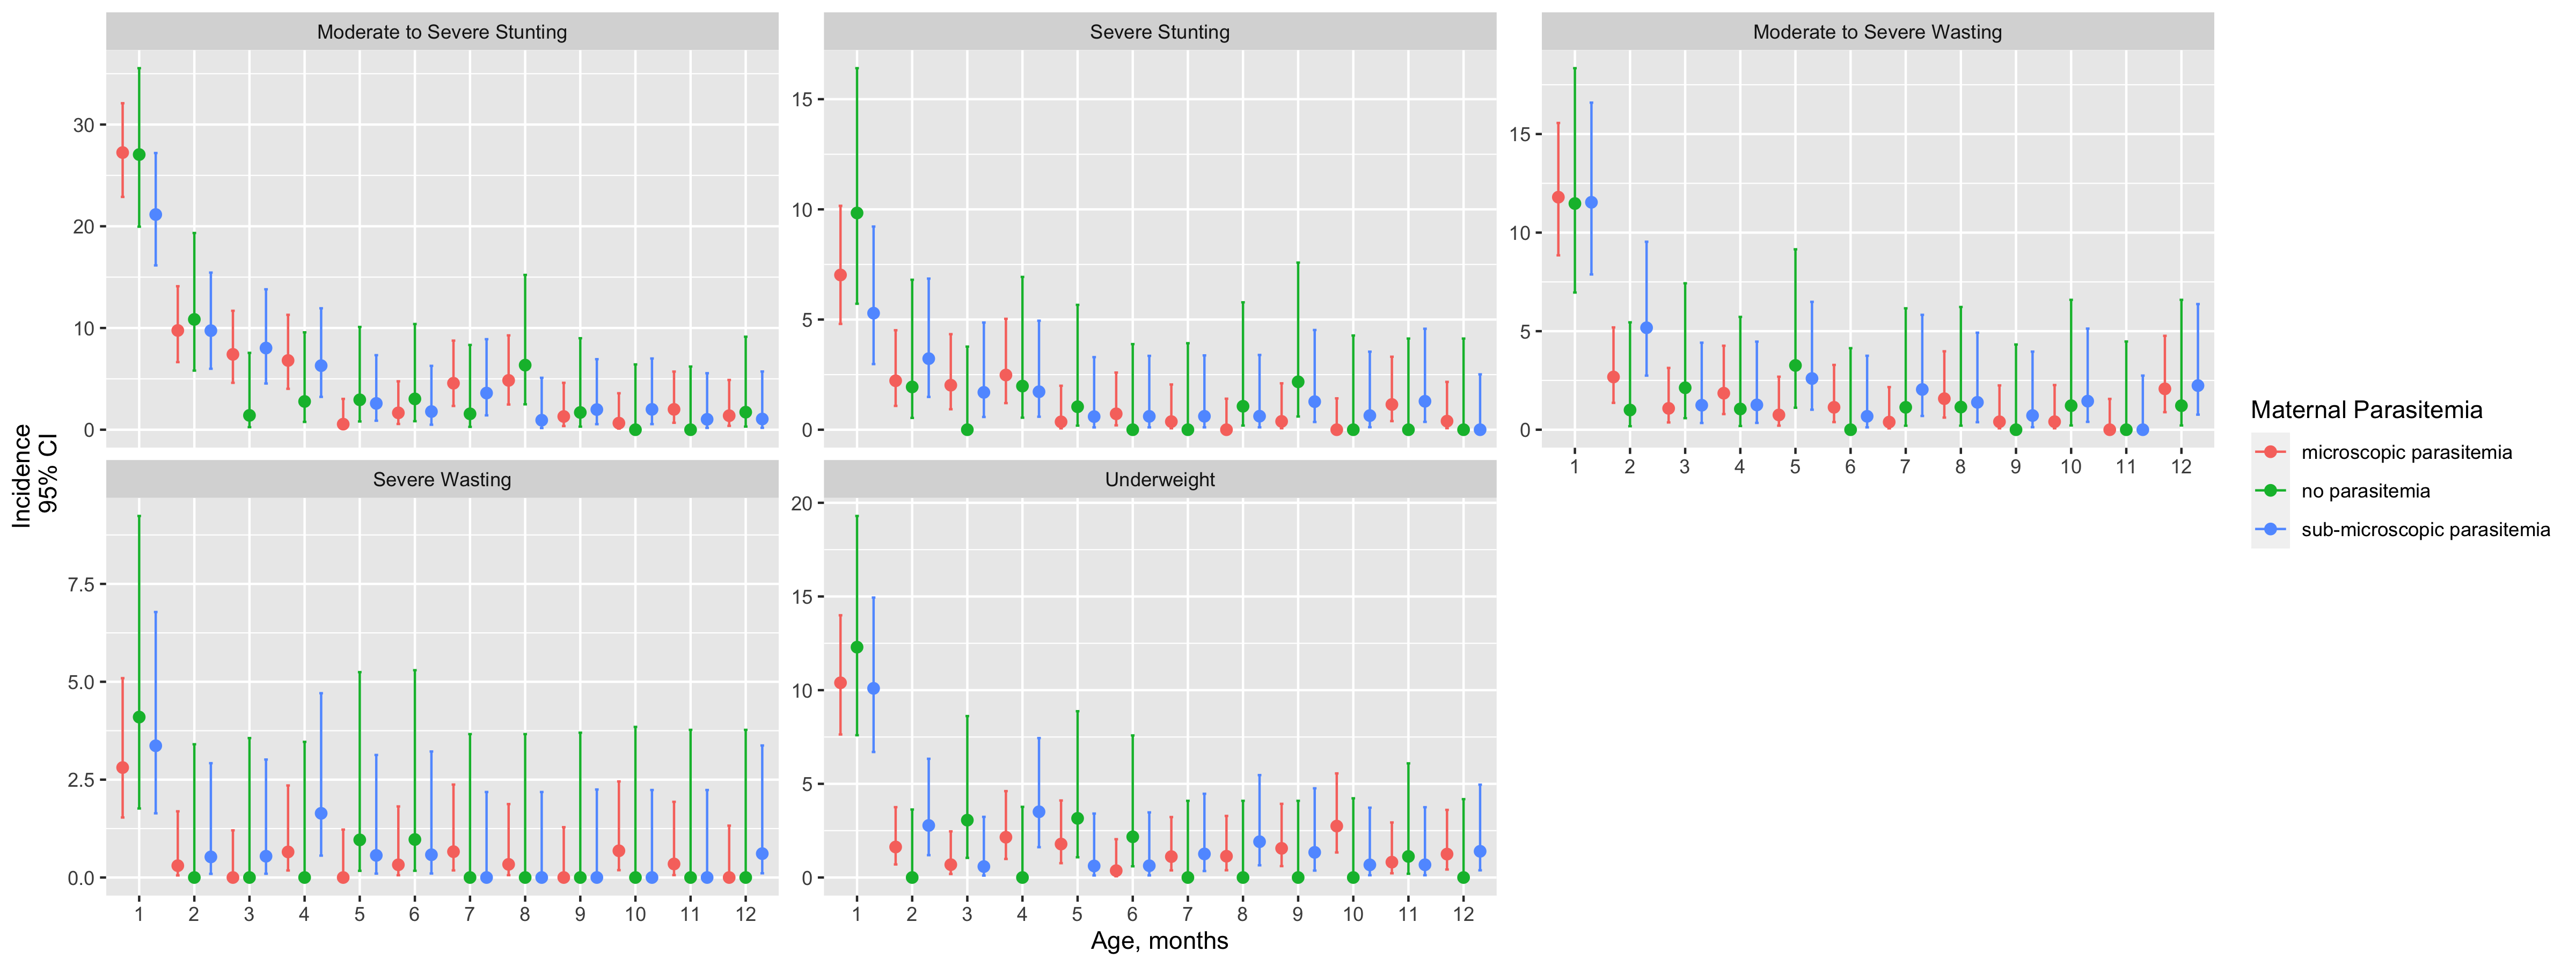 Moderate to Severe Stunting
Severe Stunting
Moderate to Severe Wasting
30
20
10
0
15
10
5
0
15
10
5
0
1 2 3 4 5 6 7 8 9 10 11 12
Severe Wasting
Underweight
7.5
5.0
2.5
0.0
20
15
10
5
0
1 2 3 4 5 6 7 8 9 10 11 12
1 2 3 4 5 6 7 8 9 10 11 12
Incidence
95% CI
Age, months
Maternal Parasitemia
microscopic parasitemia
no parasitemia
sub-microscopic parasitemia